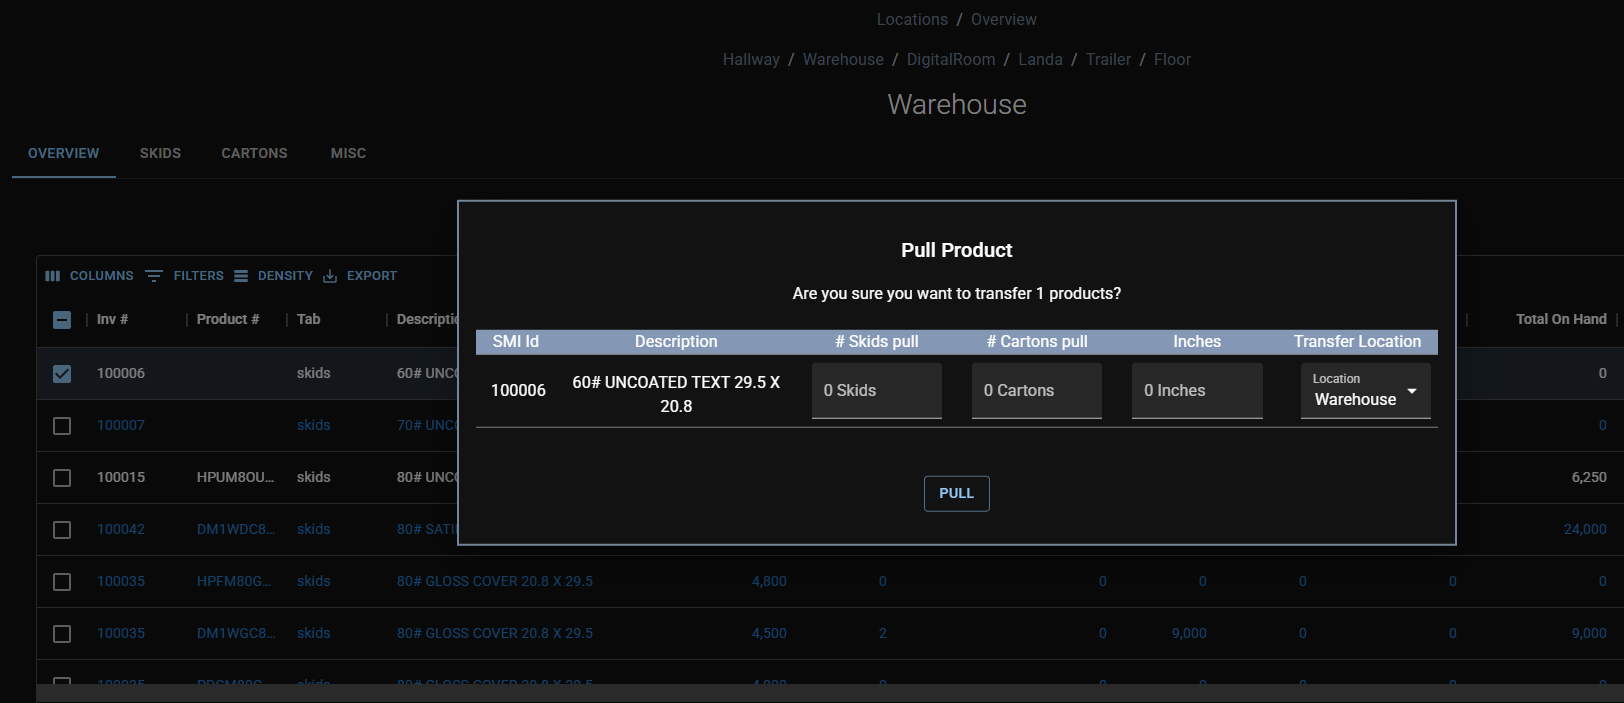 Locations / Overview
Hallway / Warehouse / DigitalRoom / Landa / Trailer / Floor
Warehouse
OVERVIEW SKIDS CARTONS MISC
COLUMNS FILTERS DENSITY EXPORT
Inv # Product # Tab Total On Hand
100006 skids 60# 0
100007 skids 70# 0
100015 HPUM8OU... skids 80# 6,250
100042 DM1WDC8... skids 80# 24,000
100035 HPFM80G... skids 80# GLOSS COVER 20.8 X 29.5 4,800 0 0 0 0 0 0
100035 DM1WGC8... skids 80# GLOSS COVER 20.8 X 29.5 4,500 2 0 9,000 0 0 9,000
Pull Product
Are you sure you want to transfer 1 products?
SMI Id Description # Skids pull # Cartons pull Inches Transfer Location
100006 60# UNCOATED TEXT 29.5 X 20.8 0 Skids 0 Cartons 0 Inches Location Warehouse
PULL